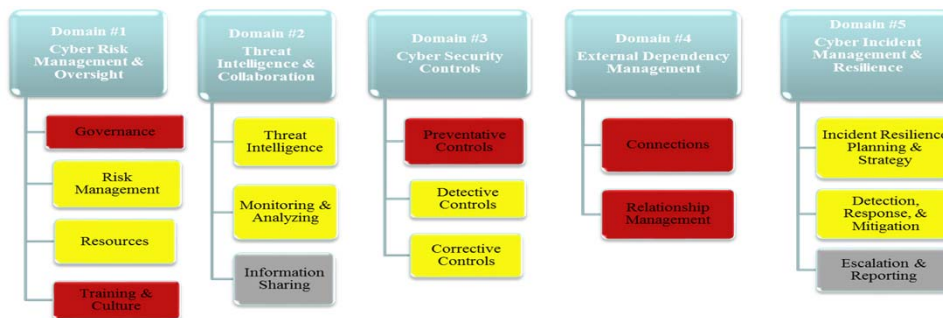 Domain #1
Cyber Risk
Management &
Oversight
Governance
Risk
Management
Resources
Training &
Culture
Domain #2
Threat
Intelligence &
Collaboration
Threat
Intelligence
Monitoring &
Analyzing
Information
Sharing
Domain #3
Cyber Security
Controls
Preventative
Controls
Detective
Controls
Corrective
Controls
Domain #4
External Dependency
Management
Connections
Relationship
Management
Domain #5
Cyber Incident
Management &
Resilience
Incident Resilience
Planning &
Strategy
Detection,
Response, &
Mitigation
Escalation &
Reporting